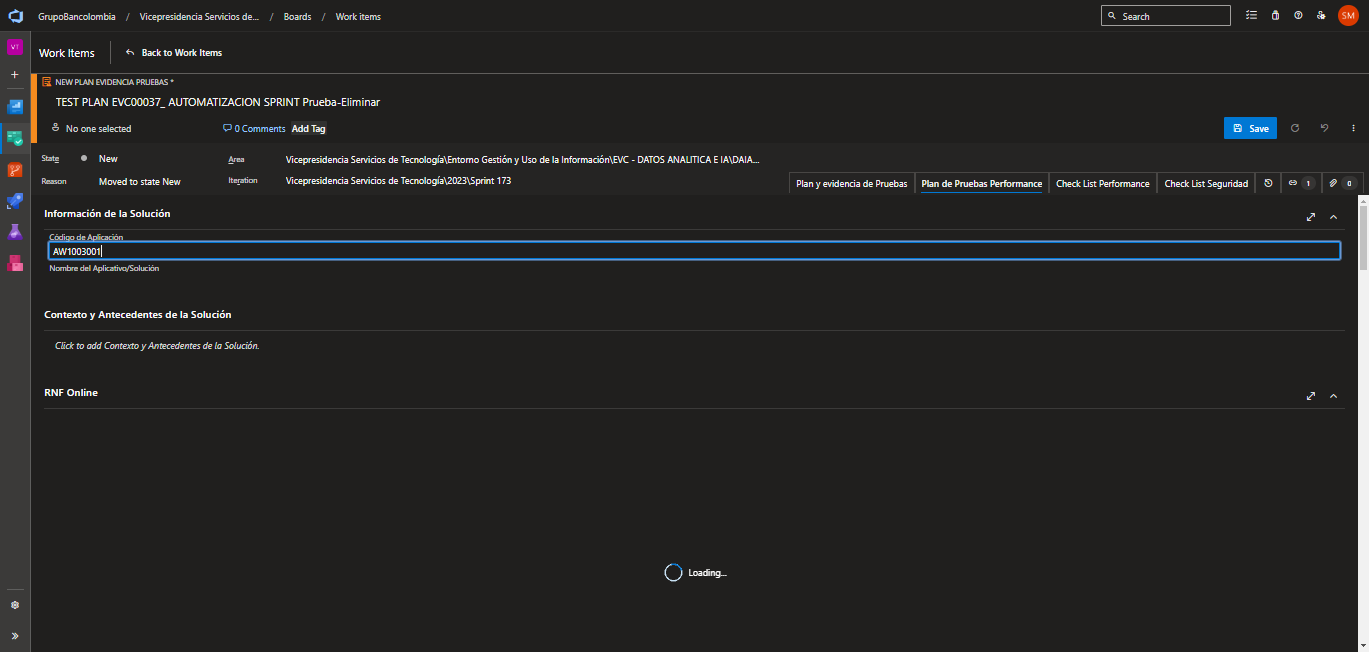 GrupoBancolombia / Vicepresidencia Servicios de... / Boards / Work items
Search
SM
VT
Work Items
Back to Work Items
NEW PLAN EVIDENCIA PRUEBAS *
TEST PLAN EVC00037_ AUTOMATIZACION SPRINT Prueba-Eliminar
No one selected
0 Comments
Add Tag
Save
State
New
Area
Vicepresidencia Servicios de Tecnología\Entorno Gestión y Uso de la Información\EVC - DATOS ANALITICA E IA\DAIA...
Reason
Moved to state New
Iteration
Vicepresidencia Servicios de Tecnología\2023\Sprint 173
Plan y evidencia de Pruebas
Plan de Pruebas Performance
Check List Performance
Check List Seguridad
1
0
Información de la Solución
Código de Aplicación
AW1003001
Nombre del Aplicativo/Solución
Contexto y Antecedentes de la Solución
Click to add Contexto y Antecedentes de la Solución.
RNF Online
Loading...